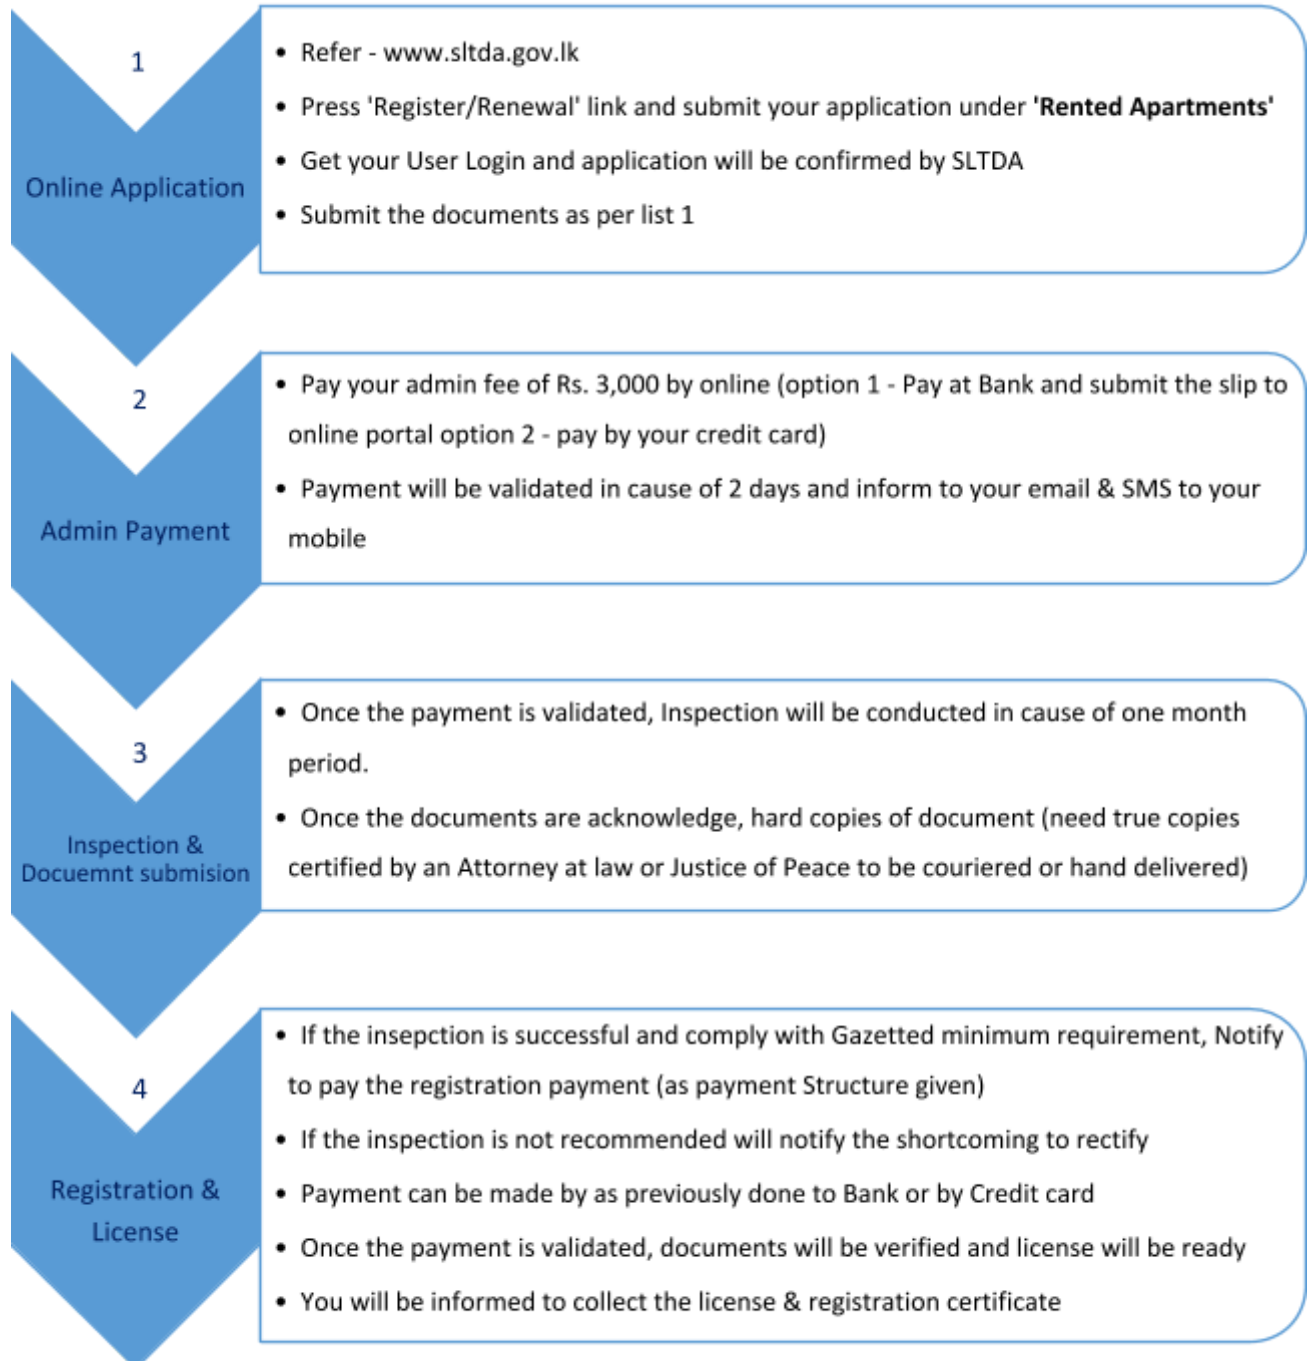 1
Online Application
• Refer - www.sltda.gov.lk
• Press 'Register/Renewal' link and submit your application under 'Rented Apartments'
• Get your User Login and application will be confirmed by SLTDA
• Submit the documents as per list 1
2
Admin Payment
• Pay your admin fee of Rs. 3,000 by online (option 1 - Pay at Bank and submit the slip to
online portal option 2 - pay by your credit card)
• Payment will be validated in cause of 2 days and inform to your email & SMS to your
mobile
3
Inspection &
Docuemnt submision
• Once the payment is validated, Inspection will be conducted in cause of one month
period.
• Once the documents are acknowledge, hard copies of document (need true copies
certified by an Attorney at law or Justice of Peace to be couriered or hand delivered)
4
Registration &
License
• If the insepction is successful and comply with Gazetted minimum requirement, Notify
to pay the registration payment (as payment Structure given)
• If the inspection is not recommended will notify the shortcoming to rectify
• Payment can be made by as previously done to Bank or by Credit card
• Once the payment is validated, documents will be verified and license will be ready
• You will be informed to collect the license & registration certificate